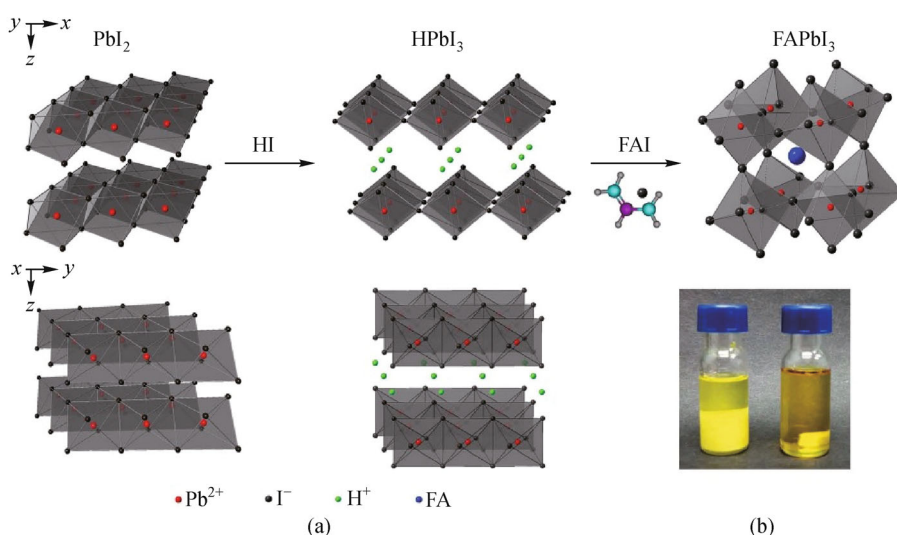 y x
z
PbI2
HPbI3
FAPbI3
HI
FAI
x y
z
Pb2+ I− H+ FA
(a) (b)